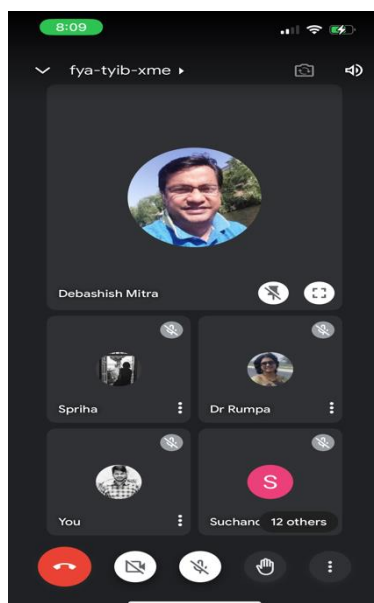 8:09
fya-tyib-xme
Debashish Mitra
Spriha
Dr Rumpa
S
You
Suchanc 12 others